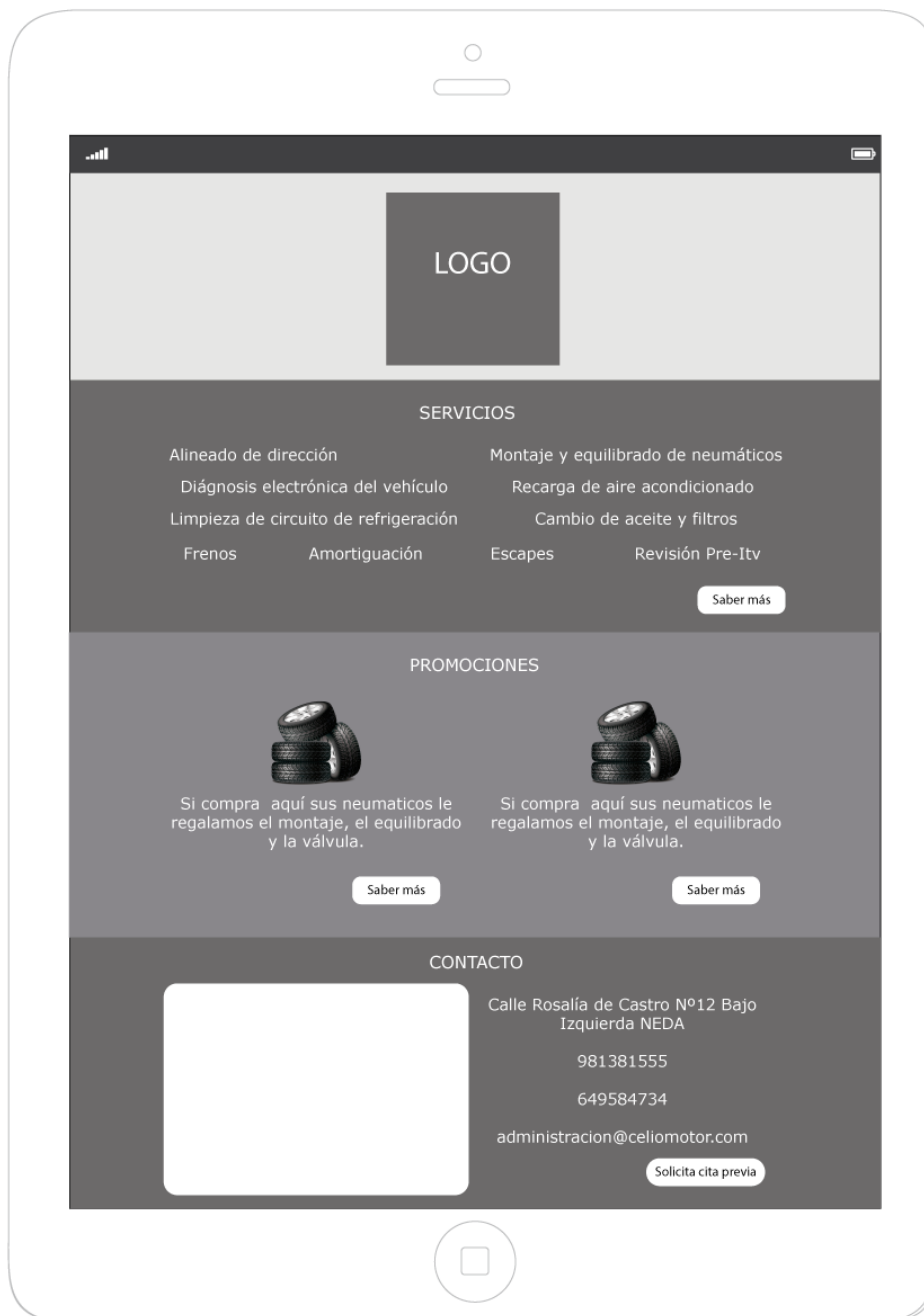 LOGO
SERVICIOS
Alineado de dirección
Montaje y equilibrado de neumáticos
Diágnosis electrónica del vehículo
Recarga de aire acondicionado
Limpieza de circuito de refrigeración
Cambio de aceite y filtros
Frenos Amortiguación Escapes Revisión Pre-Itv
Saber más
PROMOCIONES
Si compra aquí sus neumaticos le
regalamos el montaje, el equilibrado
y la válvula.
Saber más
Si compra aquí sus neumaticos le
regalamos el montaje, el equilibrado
y la válvula.
Saber más
CONTACTO
Calle Rosalía de Castro Nº12 Bajo
Izquierda NEDA
981381555
649584734
administracion@celiomotor.com
Solicita cita previa